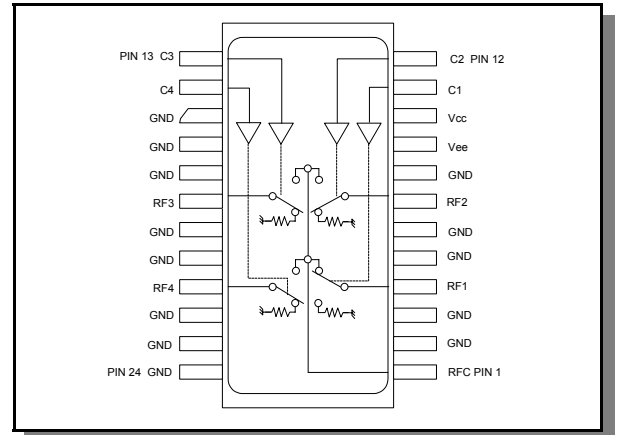 PIN 13 C3
C2 PIN 12
C4
C1
GND
Vcc
GND
Vee
GND
GND
RF3
RF2
GND
GND
GND
GND
RF4
RF1
GND
GND
GND
GND
PIN 24 GND
RFC PIN 1